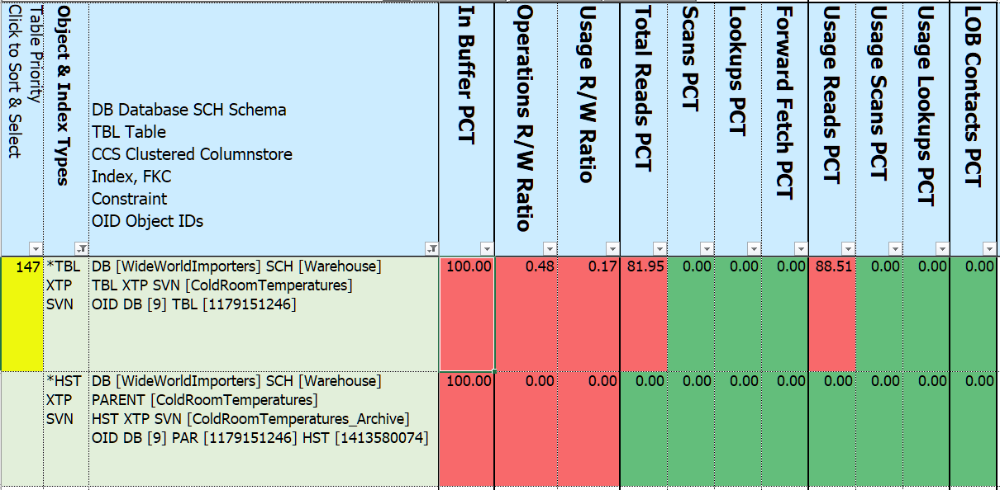 Table Priority
Click to Sort & Select
Object & Index Types
DB Database SCH Schema
TBL Table
CCS Clustered Columnstore
Index, FKC
Constraint
OID Object IDs
In Buffer PCT
Operations R/W Ratio
Usage R/W Ratio
Total Reads PCT
Scans PCT
Lookups PCT
Forward Fetch PCT
Usage Reads PCT
Usage Scans PCT
Usage Lookups PCT
LOB Contacts PCT
147 *TBL DB [WideWorldImporters] SCH [Warehouse] 100.00 0.48 0.17 81.95 0.00 0.00 0.00 88.51 0.00 0.00 0.00
XTP TBL XTP SVN [ColdRoomTemperatures]
SVN OID DB [9] TBL [1179151246]
*HST DB [WideWorldImporters] SCH [Warehouse] 100.00 0.00 0.00 0.00 0.00 0.00 0.00 0.00 0.00 0.00 0.00
XTP PARENT [ColdRoomTemperatures]
SVN HST XTP SVN [ColdRoomTemperatures_Archive]
OID DB [9] PAR [1179151246] HST [1413580074]